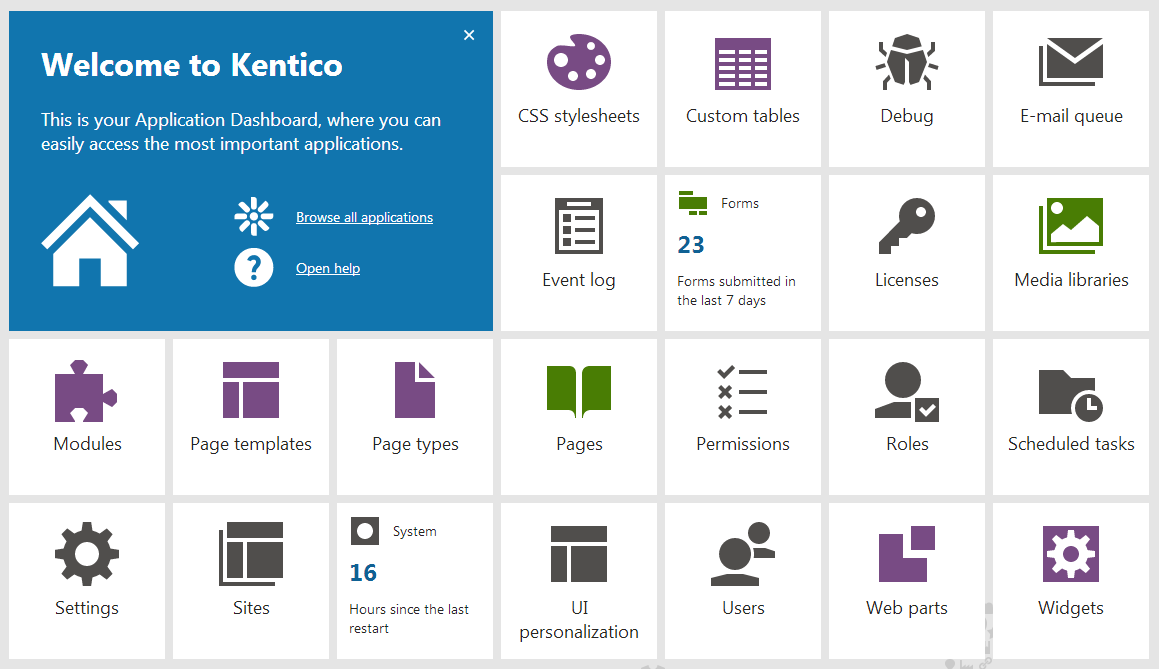 Welcome to Kentico
This is your Application Dashboard, where you can
easily access the most important applications.
Browse all applications
Open help
CSS stylesheets
Custom tables
Debug
E-mail queue
Event log
Forms
23
Forms submitted in
the last 7 days
Licenses
Media libraries
Modules
Page templates
Page types
Pages
Permissions
Roles
Scheduled tasks
Settings
Sites
System
16
Hours since the last
restart
UI
personalization
Users
Web parts
Widgets